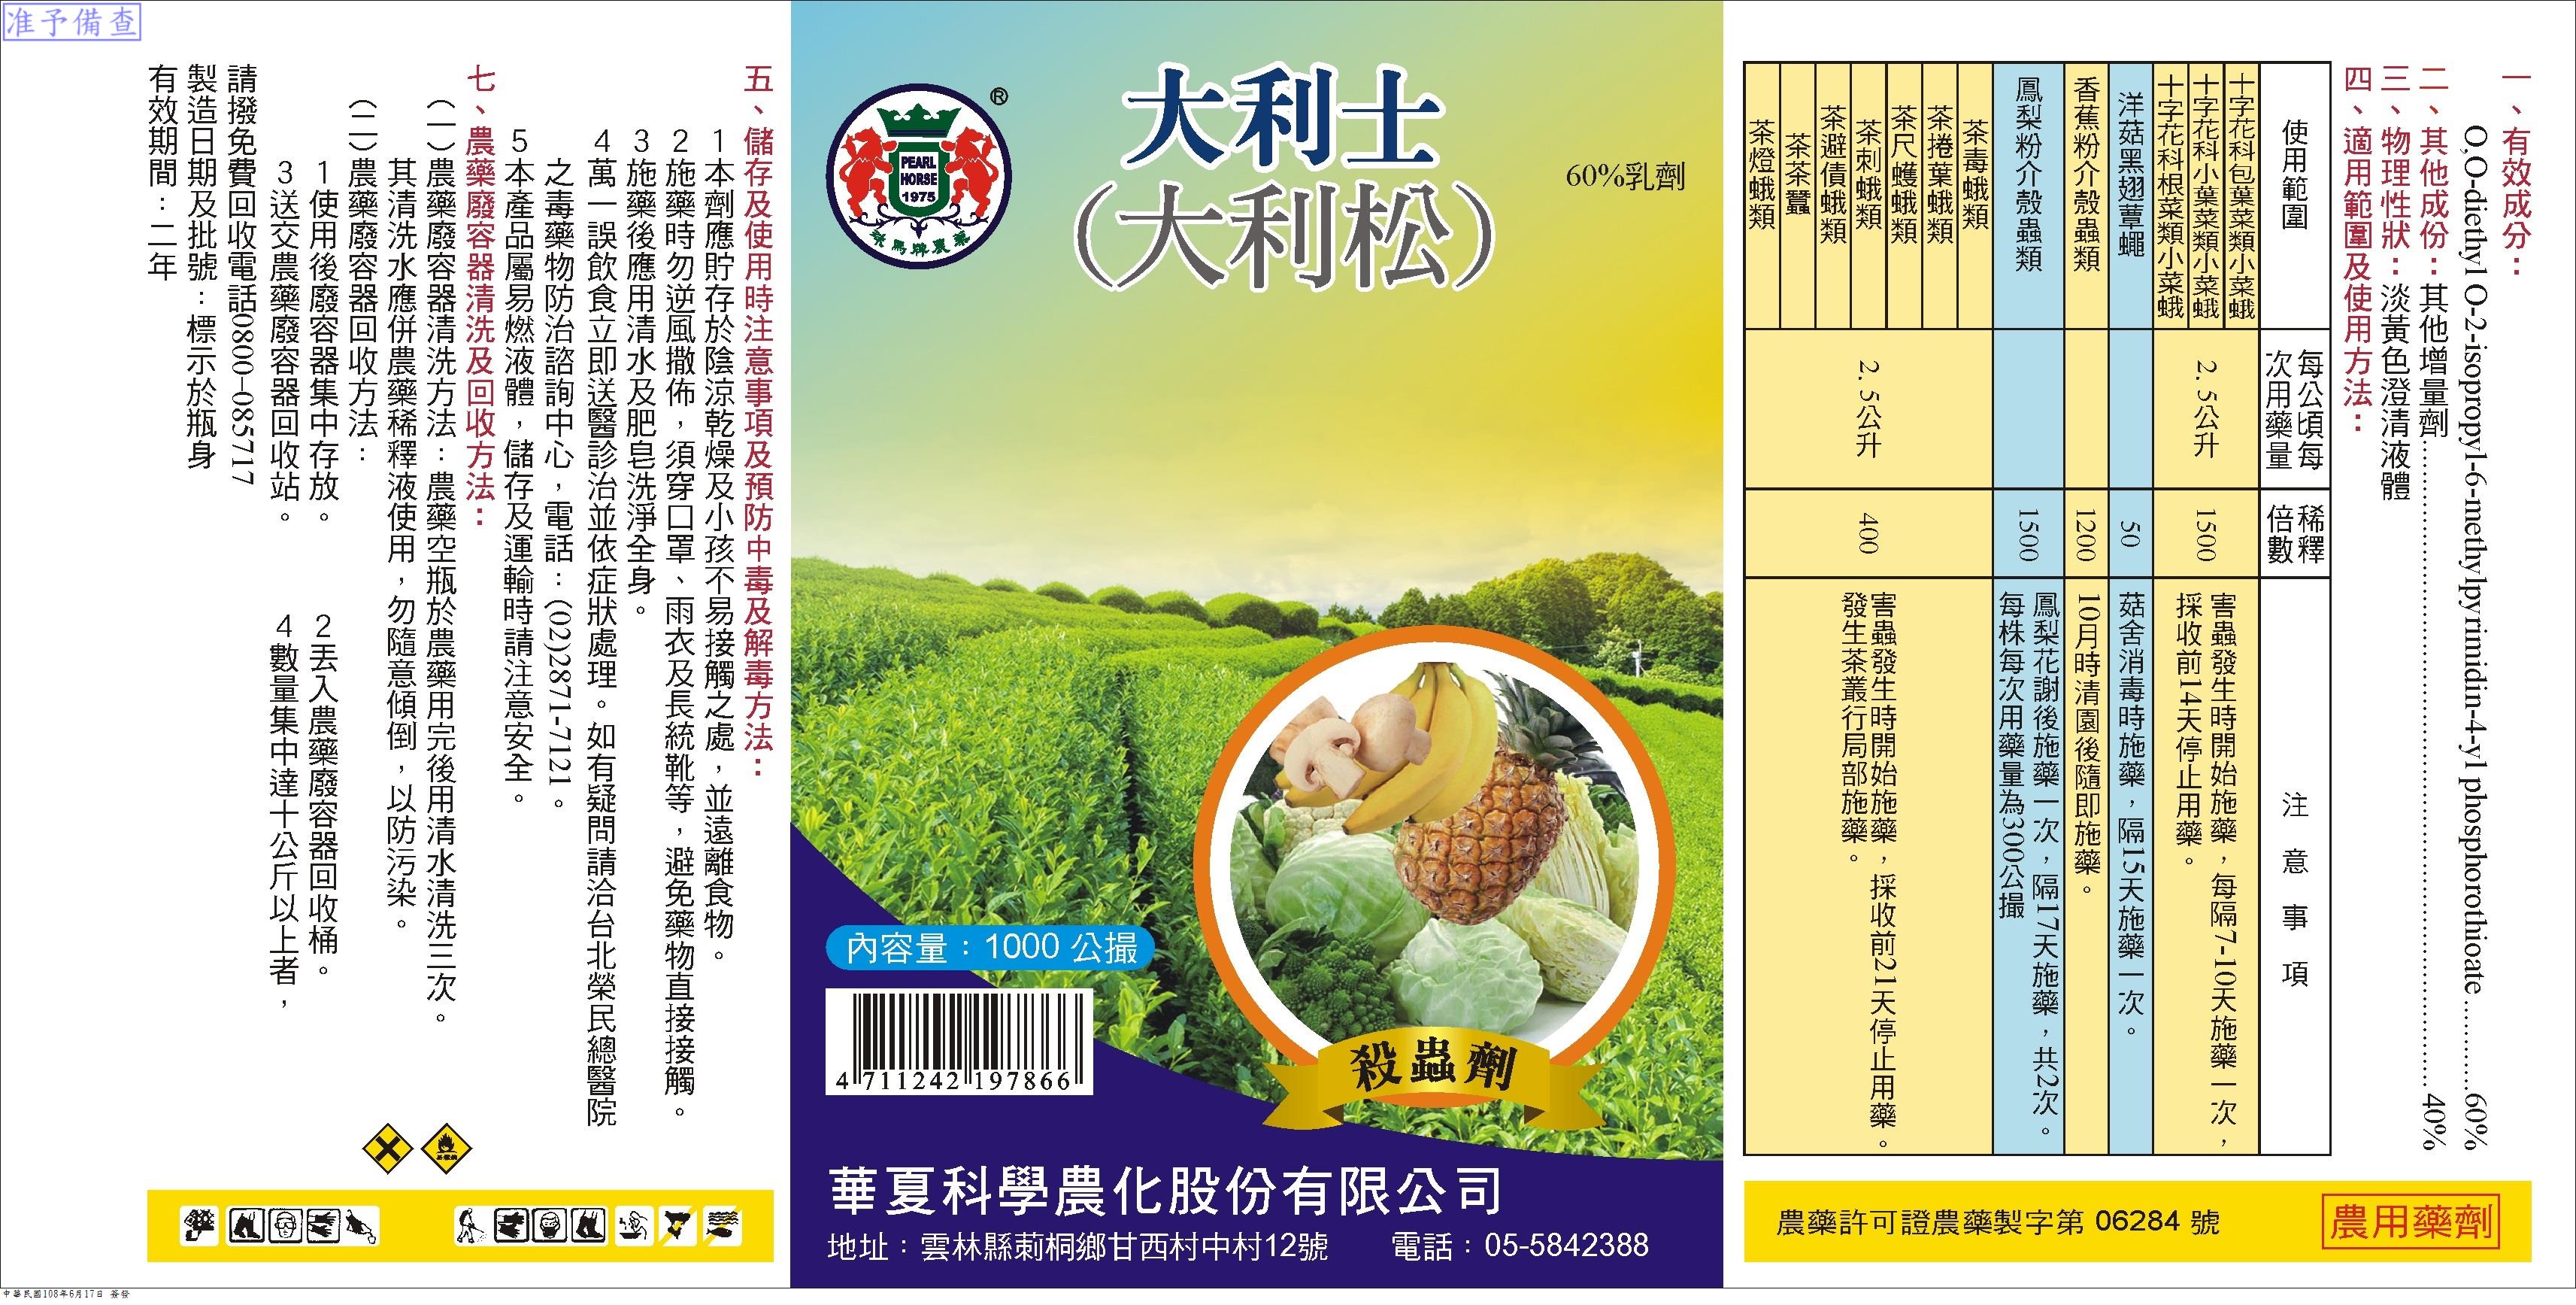 准予備查
五、儲存及使用時注意事項及預防中毒及解毒方法：
1本劑應貯存於陰涼乾燥及小孩不易接觸之處，並遠離食物。
2施藥時勿逆風撒佈，須穿口罩、雨衣及長統靴等，避免藥物直接接觸。
3施藥後應用清水及肥皂洗淨全身。
4萬一誤飲食立即送醫診治並依症狀處理。如有疑問請洽台北榮民總醫院
之毒藥物防治諮詢中心，電話：(02)2871-7121。
5本產品屬易燃液體，儲存及運輸時請注意安全。
七、農藥廢容器清洗及回收方法：
（一）農藥廢容器清洗方法：農藥空瓶於農藥用完後用清水清洗三次。
其清洗水應併農藥稀釋液使用，勿隨意傾倒，以防污染。
（二）農藥廢容器回收方法：
1使用後廢容器集中存放。 2丟入農藥廢容器回收桶。
3送交農藥廢容器回收站。 4數量集中達十公斤以上者，
請撥免費回收電話0800-085717
製造日期及批號：標示於瓶身
有效期間：二年
®
PEARL
HORSE
1975
珠馬牌農藥
大利士
(大利松)
60%乳劑
內容量：1000 公撮
4 711242 197866
殺蟲劑
華夏科學農化股份有限公司
地址：雲林縣莿桐鄉甘西村中村12號 電話：05-5842388
一、有效成分：
O,O-diethyl O-2-isopropyl-6-methylpyrimidin-4-yl phosphorothioate............60%
二、其他成份：其他增量劑........................40%
三、物理性狀：淡黃色澄清液體
四、適用範圍及使用方法：
使用範圍 每公頃每次用藥量 稀釋倍數 注意事項
十字花科包葉菜類小菜蛾
十字花科小葉菜類小菜蛾
十字花科根菜類小菜蛾
2.5公升 1500 害蟲發生時開始施藥，每隔7-10天施藥一次，
採收前14天停止用藥。
洋菇黑翅蕈蠅 50 菇舍消毒時施藥，隔15天施藥一次。
香蕉粉介殼蟲類 1200 10月時清園後隨即施藥。
鳳梨粉介殼蟲類 1500 鳳梨花謝後施藥一次，隔17天施藥，共2次。
每株每次用藥量為300公撮
茶毒蛾類
茶捲葉蛾類
茶尺蠖蛾類
茶刺蛾類
茶避債蛾類
茶茶蠶
茶燈蛾類
2.5公升 400 害蟲發生時開始施藥，採收前21天停止用藥。
發生茶叢行局部施藥。
農藥許可證農藥製字第 06284 號
農用藥劑
中華民國108年6月17日 簽發